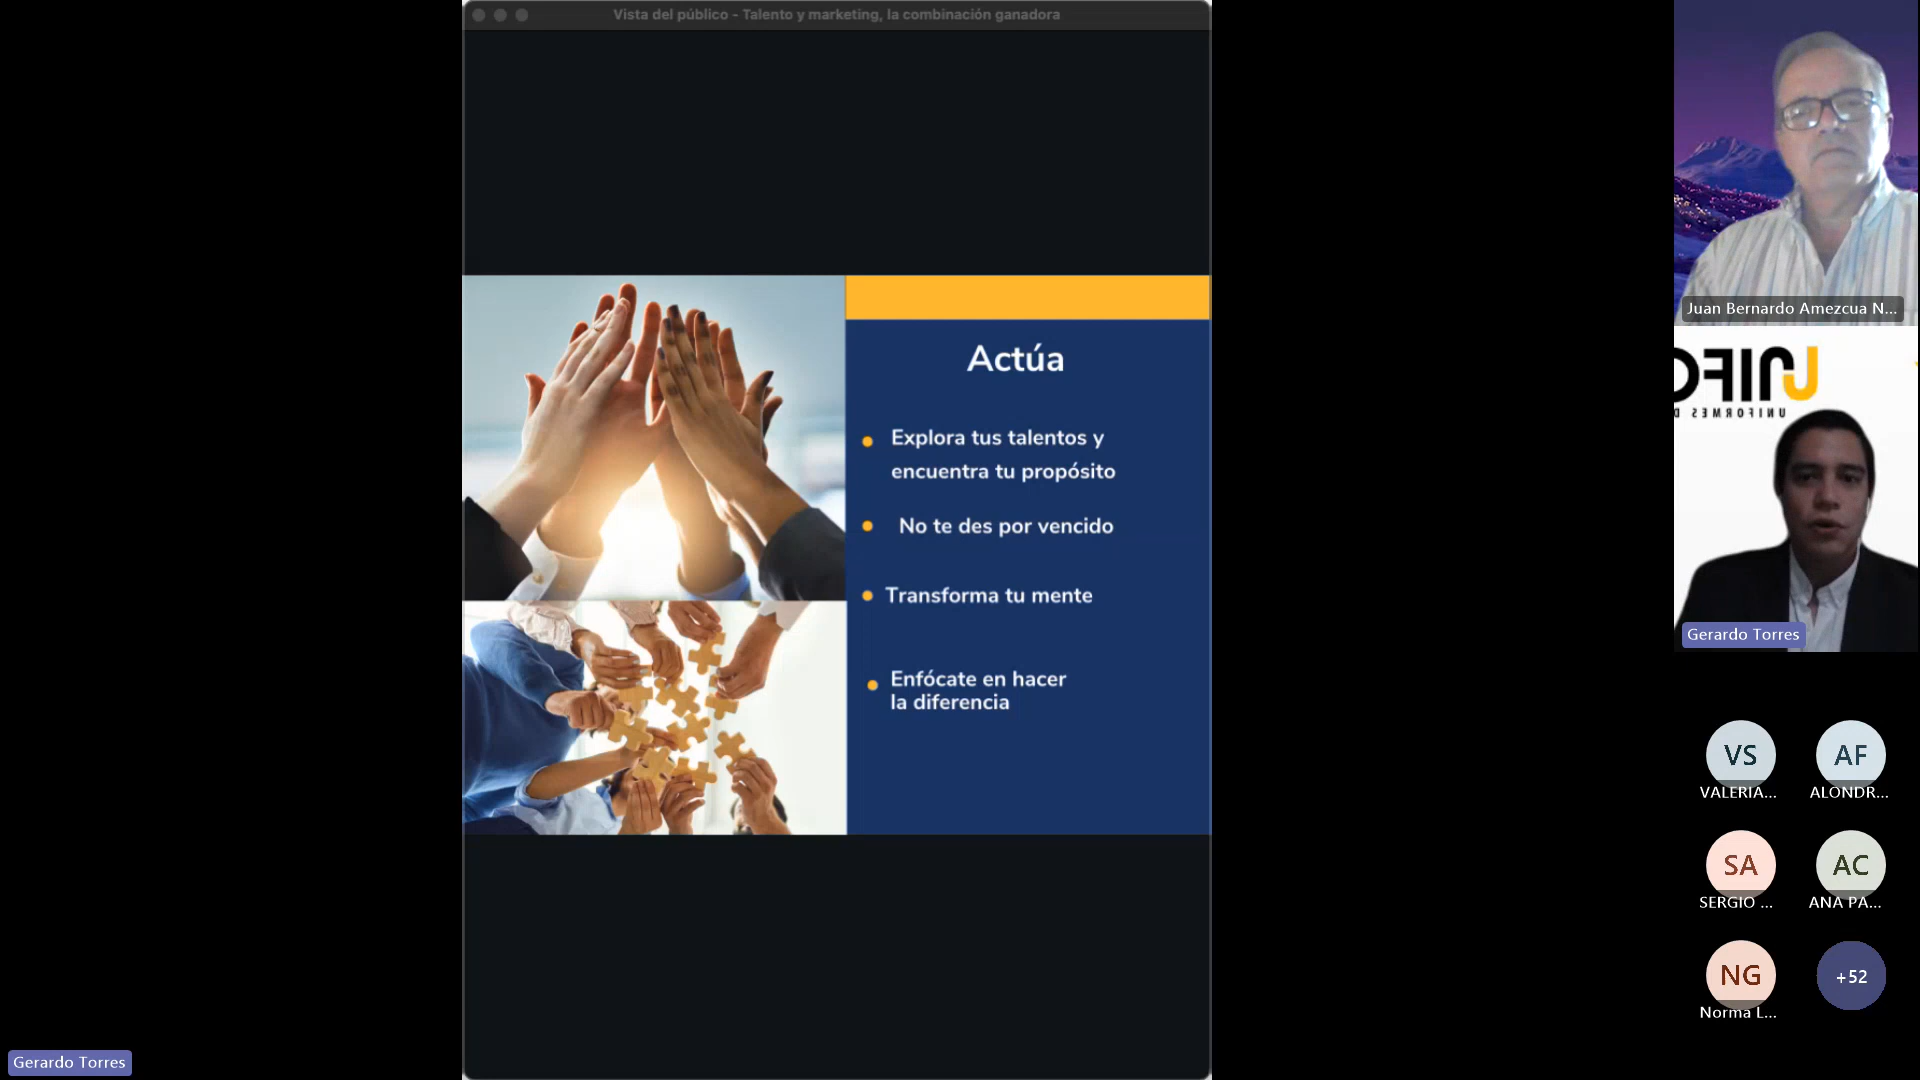 Vista del público - Talento y marketing, la combinación ganadora
Actúa
Explora tus talentos y
encuentra tu propósito
No te des por vencido
Transforma tu mente
Enfócate en hacer
la diferencia
Juan Bernardo Amezcua N...
UNIFO
UNIFORMES D
Gerardo Torres
VS
AF
VALERIA...
ALONDR...
SA
AC
SERGIO ...
ANA PA...
NG
+52
Norma L...
Gerardo Torres